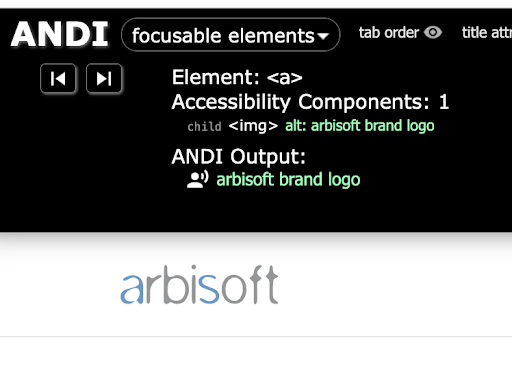 ANDI focusable elements tab order title attr
Element: <a>
Accessibility Components: 1
child <img> alt: arbisoft brand logo
ANDI Output:
arbisoft brand logo
arbisoft